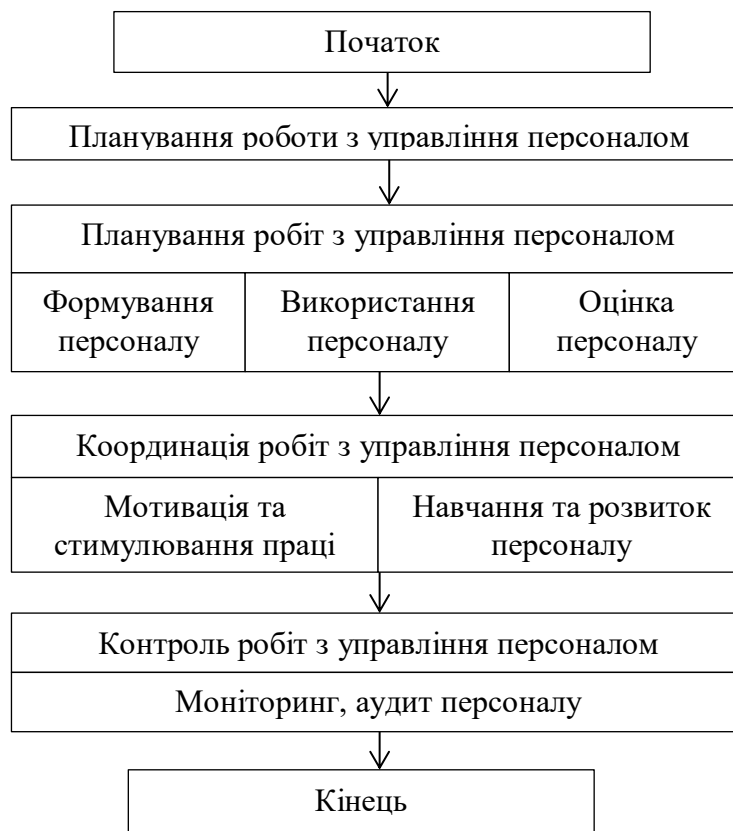 Початок
Планування роботи з управління персоналом
Планування робіт з управління персоналом
Формування
персоналу
Використання
персоналу
Оцінка
персоналу
Координація робіт з управління персоналом
Мотивація та
стимулювання праці
Навчання та розвиток
персоналу
Контроль робіт з управління персоналом
Моніторинг, аудит персоналу
Кінець